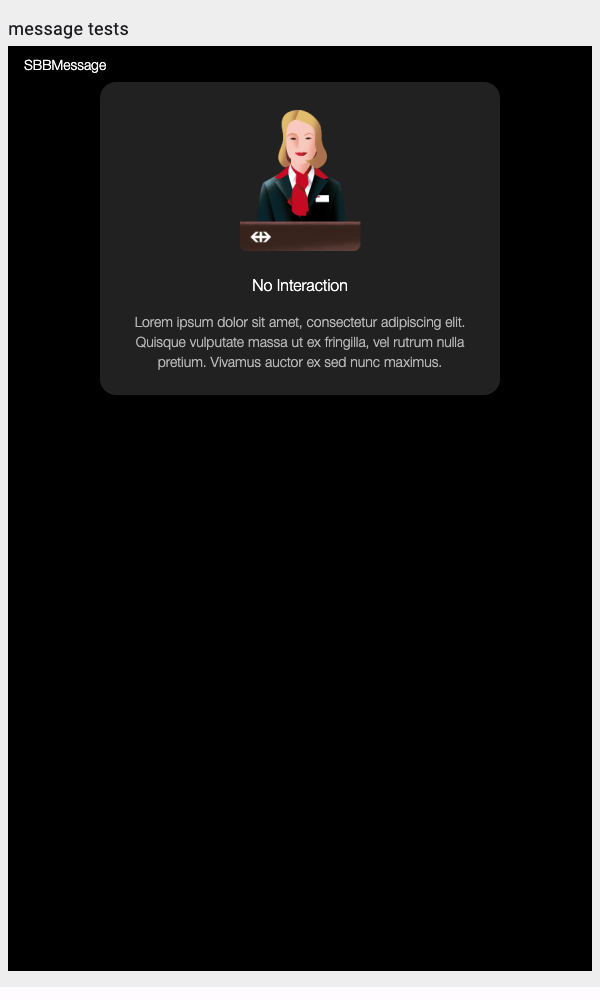 message tests
SBBMessage
No Interaction
Lorem ipsum dolor sit amet, consectetur adipiscing elit.
Quisque vulputate massa ut ex fringilla, vel rutrum nulla
pretium. Vivamus auctor ex sed nunc maximus.